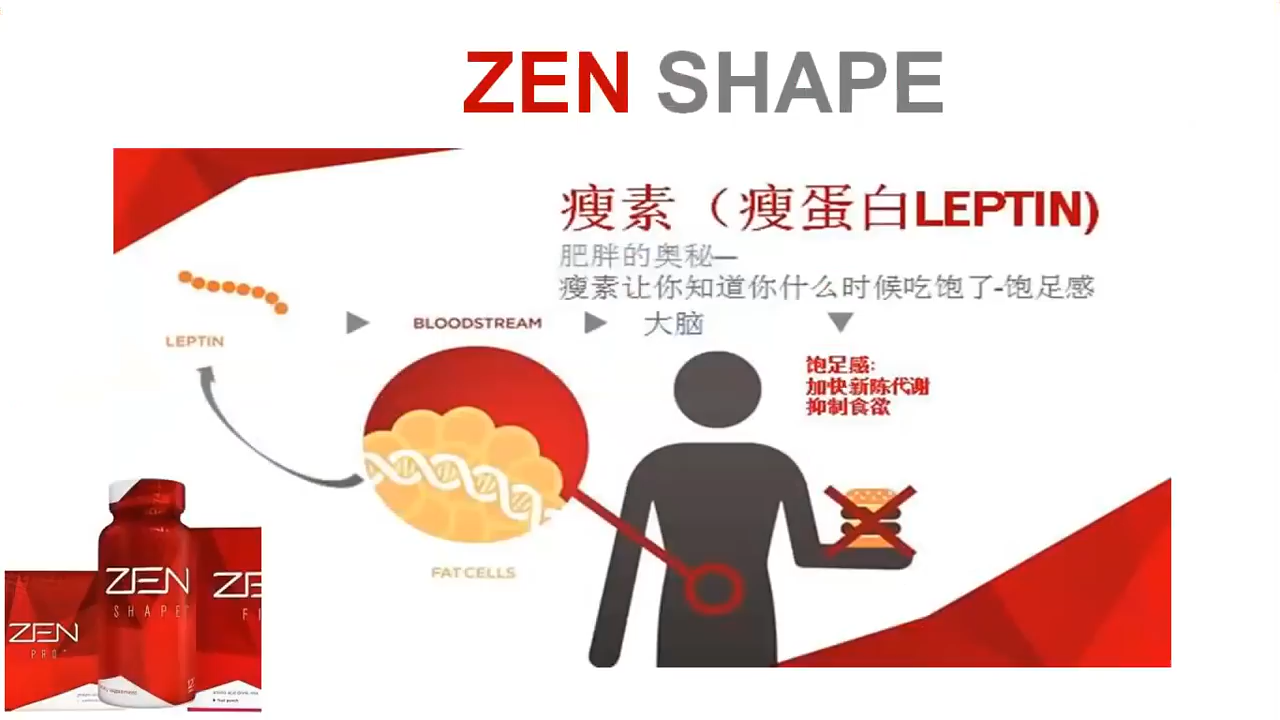 ZEN SHAPE
瘦素（瘦蛋白LEPTIN)
肥胖的奥秘—
瘦素让你知道你什么时候吃饱了-饱足感
大脑
BLOODSTREAM
LEPTIN
饱足感:
加快新陈代谢
抑制食欲
FAT CELLS
ZEN
SHAPE
ZEN
PRO
ZE
FI